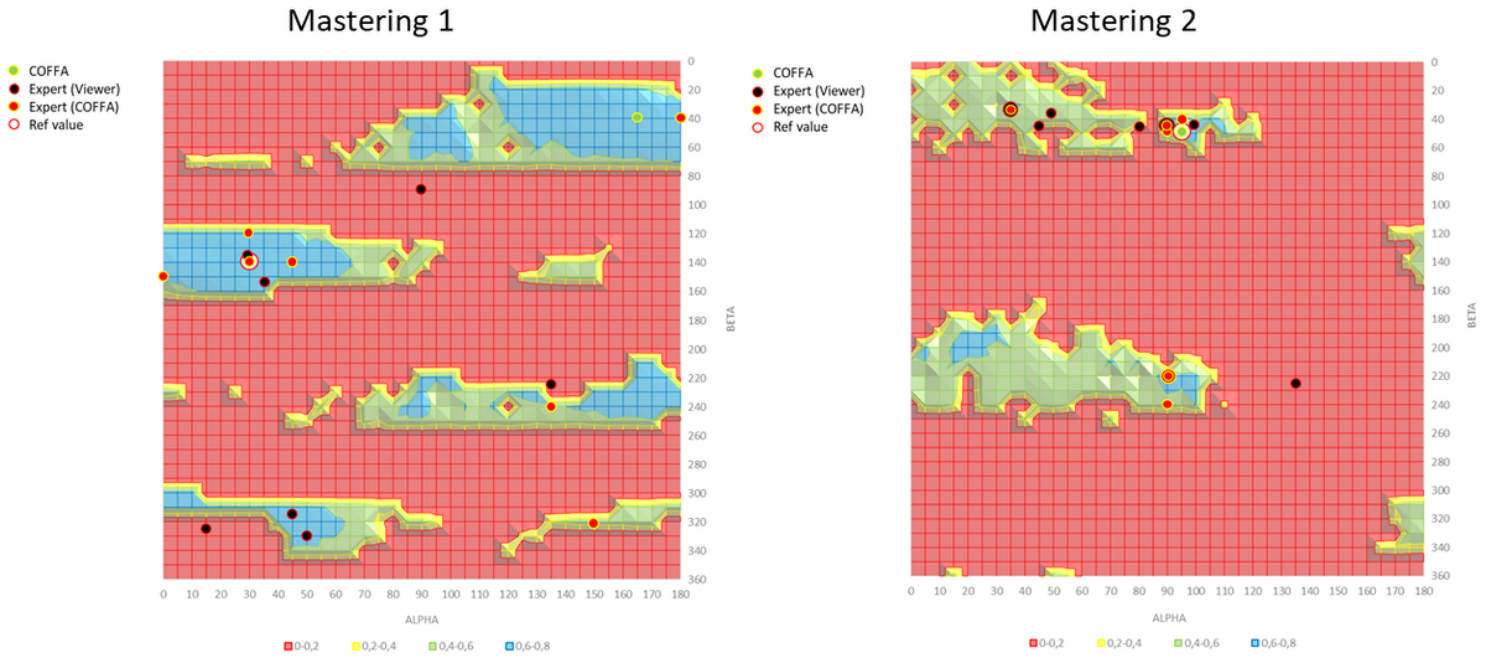 Mastering 1
COFFA
Expert (Viewer)
Expert (COFFA)
Ref value
0
20
40
60
80
100
120
140
160
180
200
220
240
260
280
300
320
340
360
BETA
0 10 20 30 40 50 60 70 80 90 100 110 120 130 140 150 160 170 180
ALPHA
0-0,2 0,2-0,4 0,4-0,6 0,6-0,8
Mastering 2
COFFA
Expert (Viewer)
Expert (COFFA)
Ref value
0
20
40
60
80
100
120
140
160
180
200
220
240
260
280
300
320
340
360
BETA
0 10 20 30 40 50 60 70 80 90 100 110 120 130 140 150 160 170 180
ALPHA
0-0,2 0,2-0,4 0,4-0,6 0,6-0,8